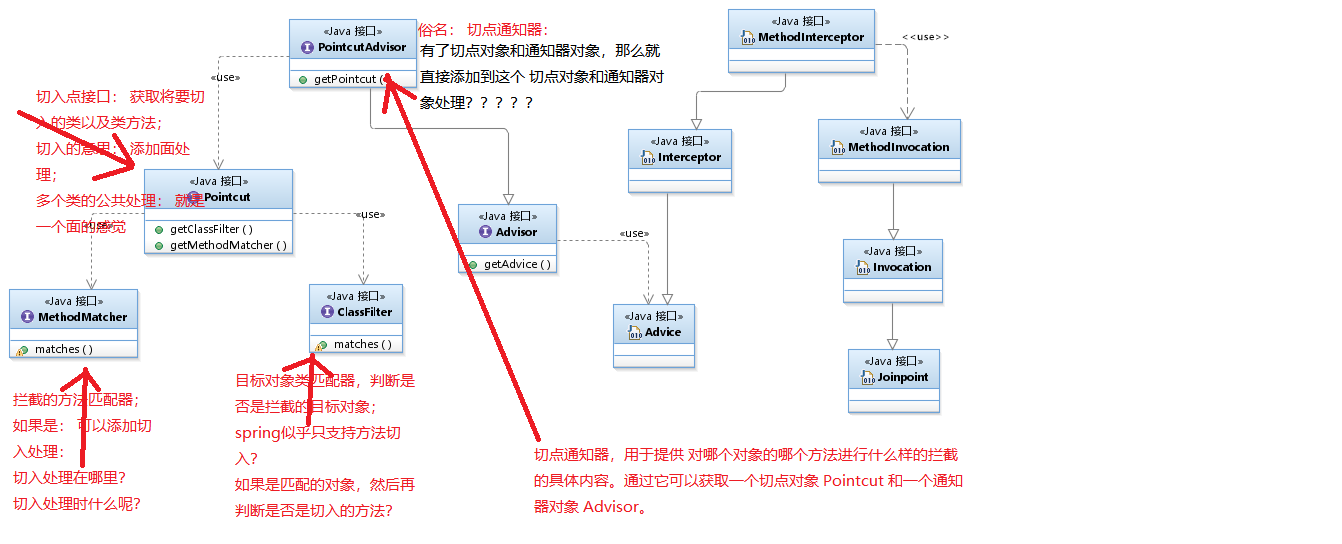 «Java 接口»
PointcutAdvisor
getPointcut (
«use»
俗名： 切点通知器：
有了切点对象和通知器对象，那么就
直接添加到这个 切点对象和通知器对
象处理？？？？？
«Java 接口»
MethodInterceptor
<<use>>
切入点接口： 获取将要切
入的类以及类方法；
切入的意思： 添加面处
理；
多个类的公共处理： 就是
一个面的感觉
«Java 接口»
Pointcut
getClassFilter ( )
getMethodMatcher ( )
«use»
«use»
«Java 接口»
Interceptor
«Java 接口»
MethodInvocation
«Java 接口»
Advisor
getAdvice ( )
«use»
«Java 接口»
Invocation
«Java 接口»
MethodMatcher
matches ( )
«Java 接口»
ClassFilter
matches ( )
«Java 接口»
Advice
«Java 接口»
Joinpoint
拦截的方法匹配器；
如果是： 可以添加切
入处理：
切入处理在哪里？
切入处理时什么呢？
目标对象类匹配器，判断是
否是拦截的目标对象；
spring似乎只支持方法切
入？
如果是匹配的对象，然后再
判断是否是切入的方法？
切点通知器，用于提供 对哪个对象的哪个方法进行什么样的拦截
的具体内容。通过它可以获取一个切点对象 Pointcut 和一个通知
器对象 Advisor。